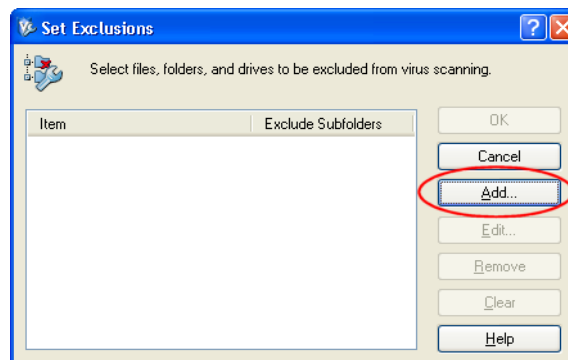 Set Exclusions
Select files, folders, and drives to be excluded from virus scanning.
Item Exclude Subfolders
OK
Cancel
Add...
Edit...
Remove
Clear
Help